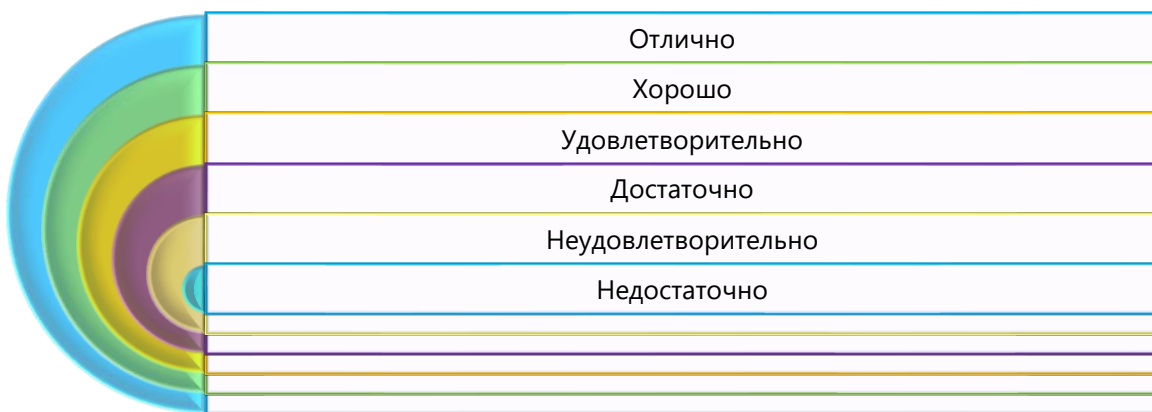 Отлично
Хорошо
Удовлетворительно
Достаточно
Неудовлетворительно
Недостаточно